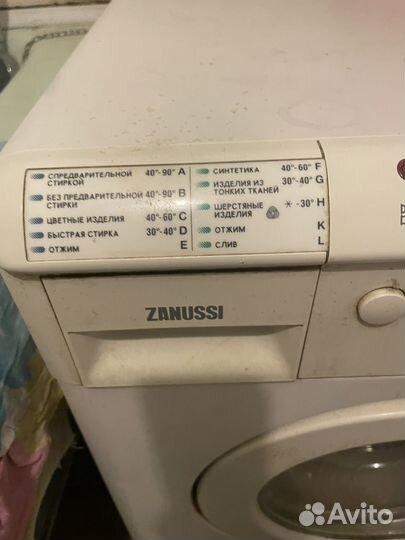 С ПРЕДВАРИТЕЛЬНОЙ 40°-90° A
СТИРКОЙ
БЕЗ ПРЕДВАРИТЕЛЬНОЙ 40°-90° B
СТИРКИ
ЦВЕТНЫЕ ИЗДЕЛИЯ 40°-60° C
БЫСТРАЯ СТИРКА 30°-40° D
ОТЖИМ E
СИНТЕТИКА 40°-60° F
ИЗДЕЛИЯ ИЗ 30°-40° G
ТОНКИХ ТКАНЕЙ
ШЕРСТЯНЫЕ ✳ -30° H
ИЗДЕЛИЯ
ОТЖИМ K
СЛИВ L
ZANUSSI
Avito